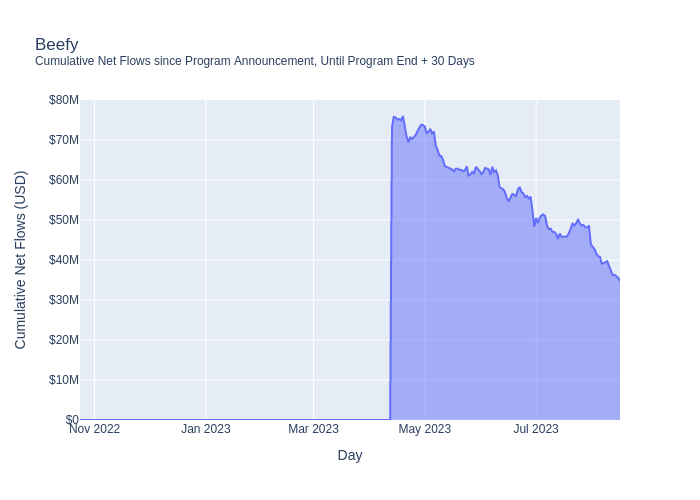 Beefy
Cumulative Net Flows since Program Announcement, Until Program End + 30 Days
$80M
$70M
$60M
$50M
$40M
$30M
$20M
$10M
$0
Cumulative Net Flows (USD)
Nov 2022 Jan 2023 Mar 2023 May 2023 Jul 2023
Day